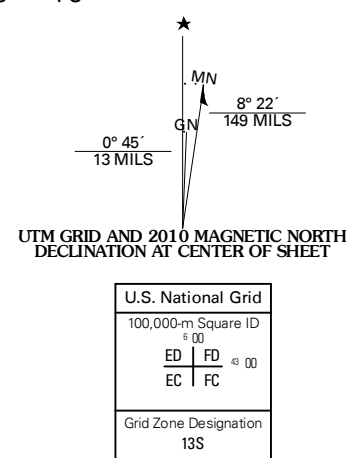 ★
MN
8° 22´
149 MILS
GN
0° 45´
13 MILS
UTM GRID AND 2010 MAGNETIC NORTH
DECLINATION AT CENTER OF SHEET
U.S. National Grid
100,000-m Square ID
6 00
ED FD 43 00
EC FC
Grid Zone Designation
13S